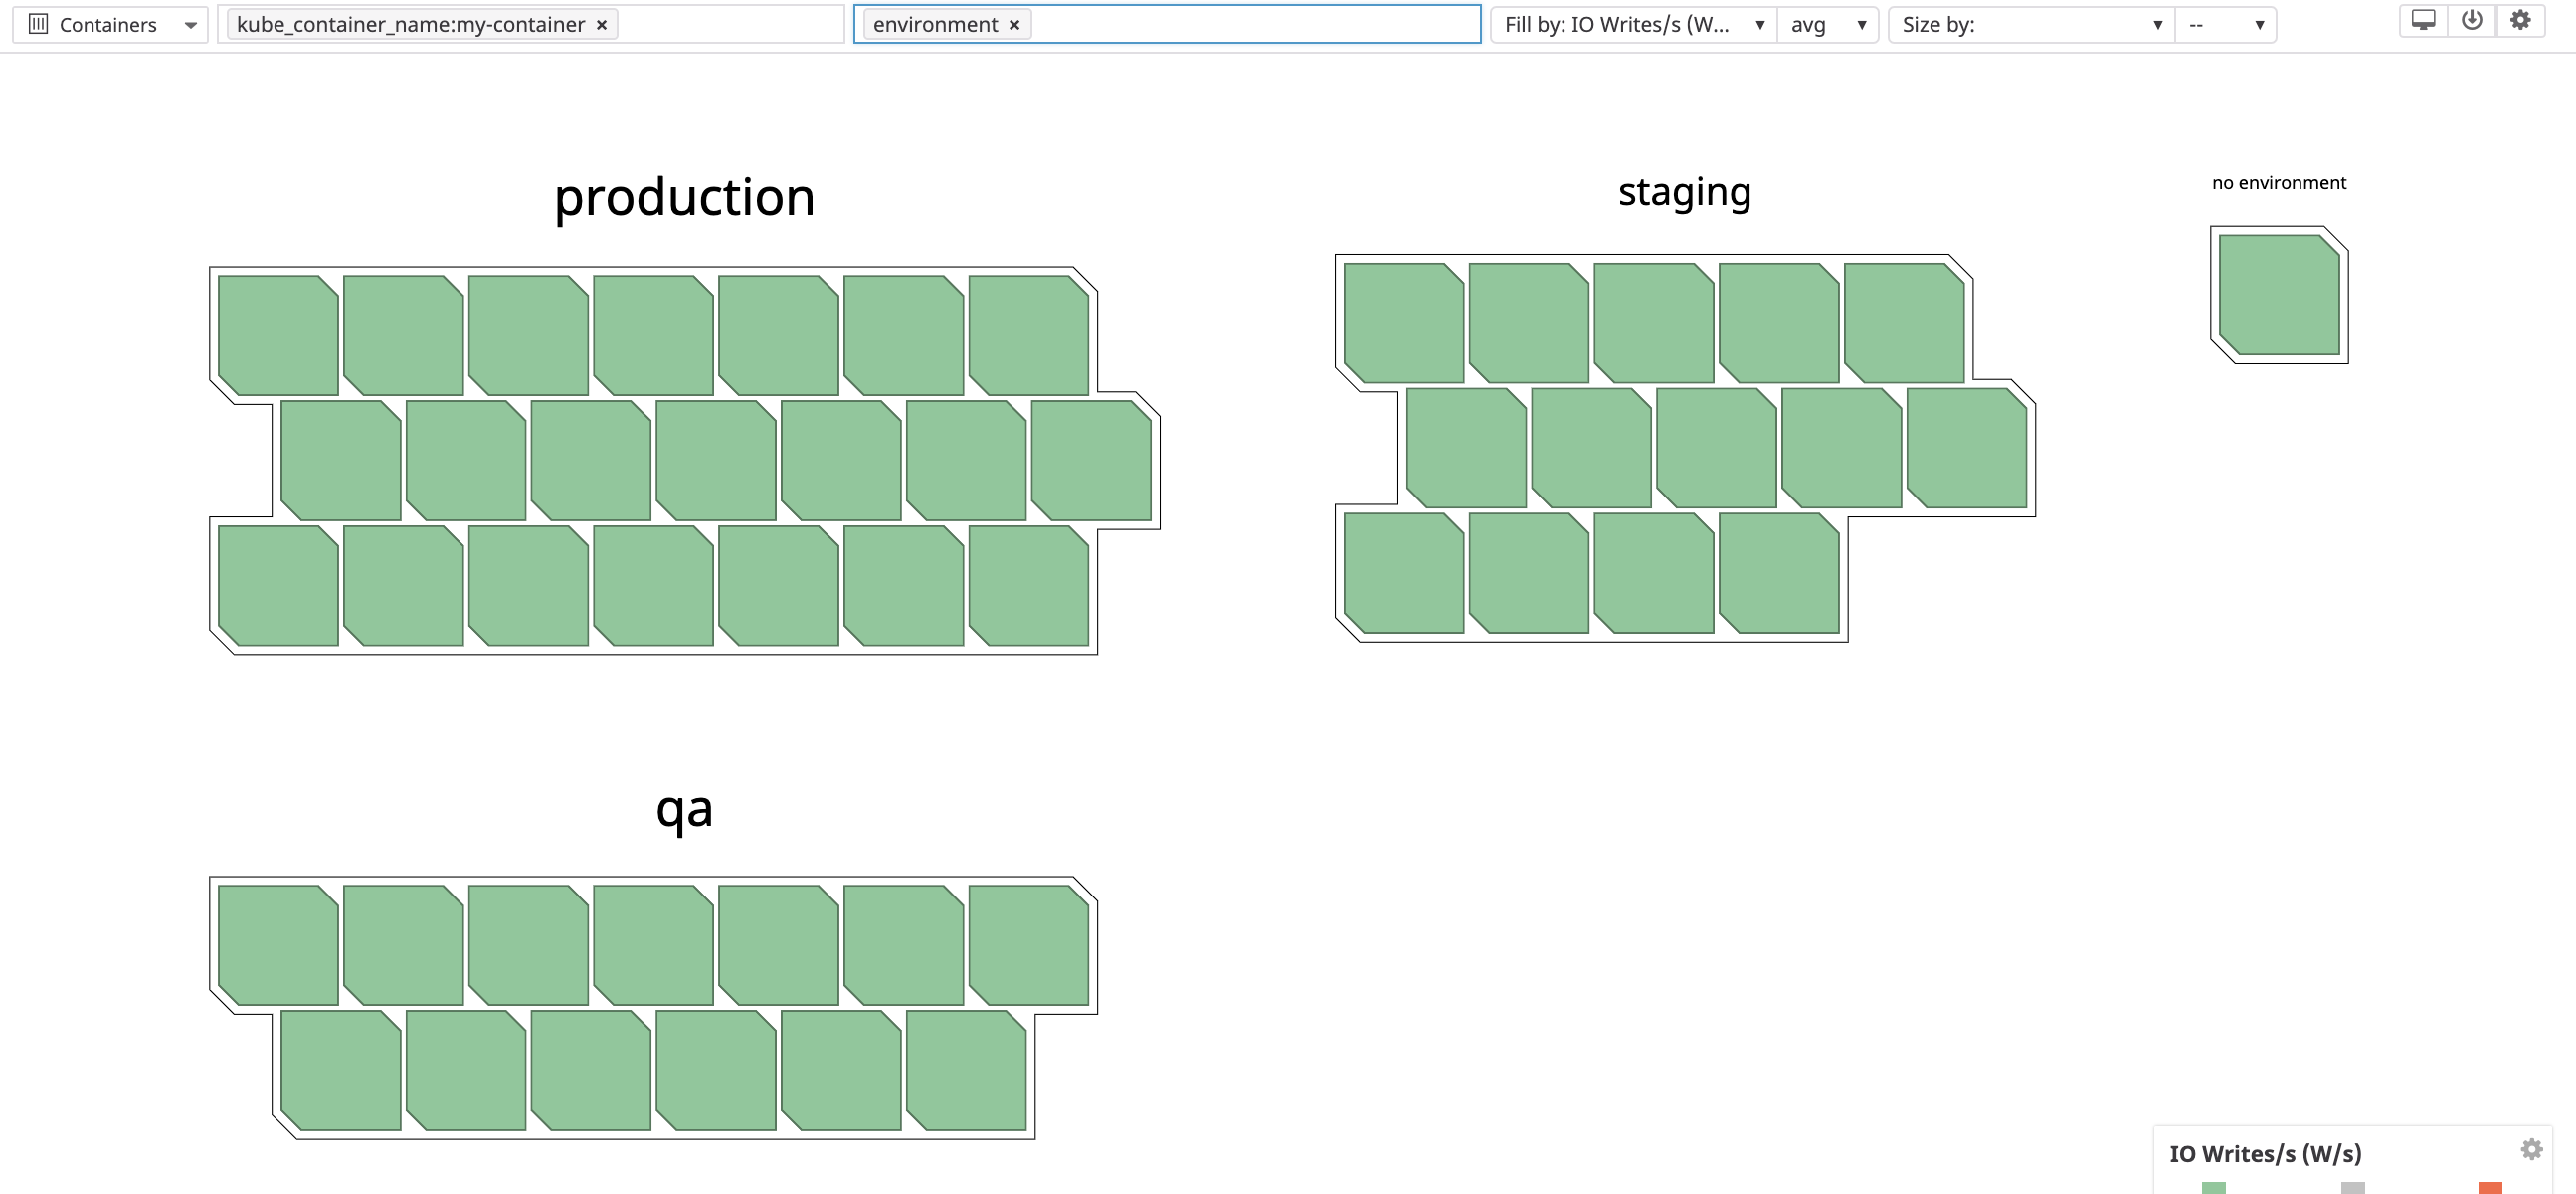 Containers
kube_container_name:my-container ×
environment ×
Fill by: IO Writes/s (W...
avg
Size by:
--
production
staging
no environment
qa
IO Writes/s (W/s)